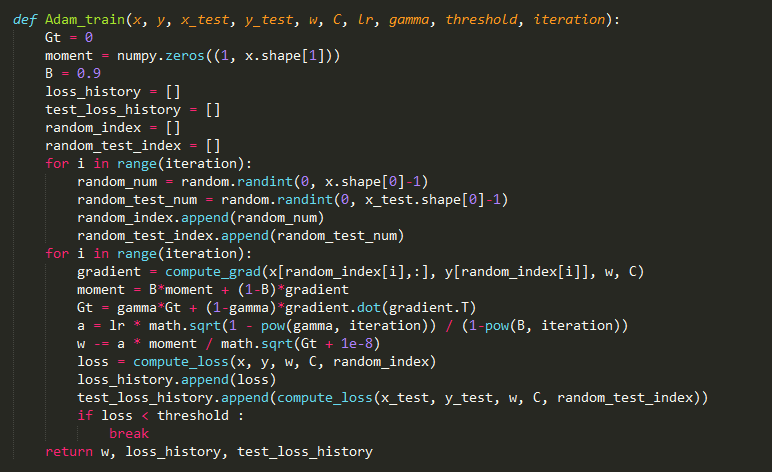 def Adam_train(x, y, x_test, y_test, w, C, lr, gamma, threshold, iteration):
    Gt = 0
    moment = numpy.zeros((1, x.shape[1]))
    B = 0.9
    loss_history = []
    test_loss_history = []
    random_index = []
    random_test_index = []
    for i in range(iteration):
        random_num = random.randint(0, x.shape[0]-1)
        random_test_num = random.randint(0, x_test.shape[0]-1)
        random_index.append(random_num)
        random_test_index.append(random_test_num)
    for i in range(iteration):
        gradient = compute_grad(x[random_index[i],:], y[random_index[i]], w, C)
        moment = B*moment + (1-B)*gradient
        Gt = gamma*Gt + (1-gamma)*gradient.dot(gradient.T)
        a = lr * math.sqrt(1 - pow(gamma, iteration)) / (1-pow(B, iteration))
        w -= a * moment / math.sqrt(Gt + 1e-8)
        loss = compute_loss(x, y, w, C, random_index)
        loss_history.append(loss)
        test_loss_history.append(compute_loss(x_test, y_test, w, C, random_test_index))
        if loss < threshold :
            break
    return w, loss_history, test_loss_history